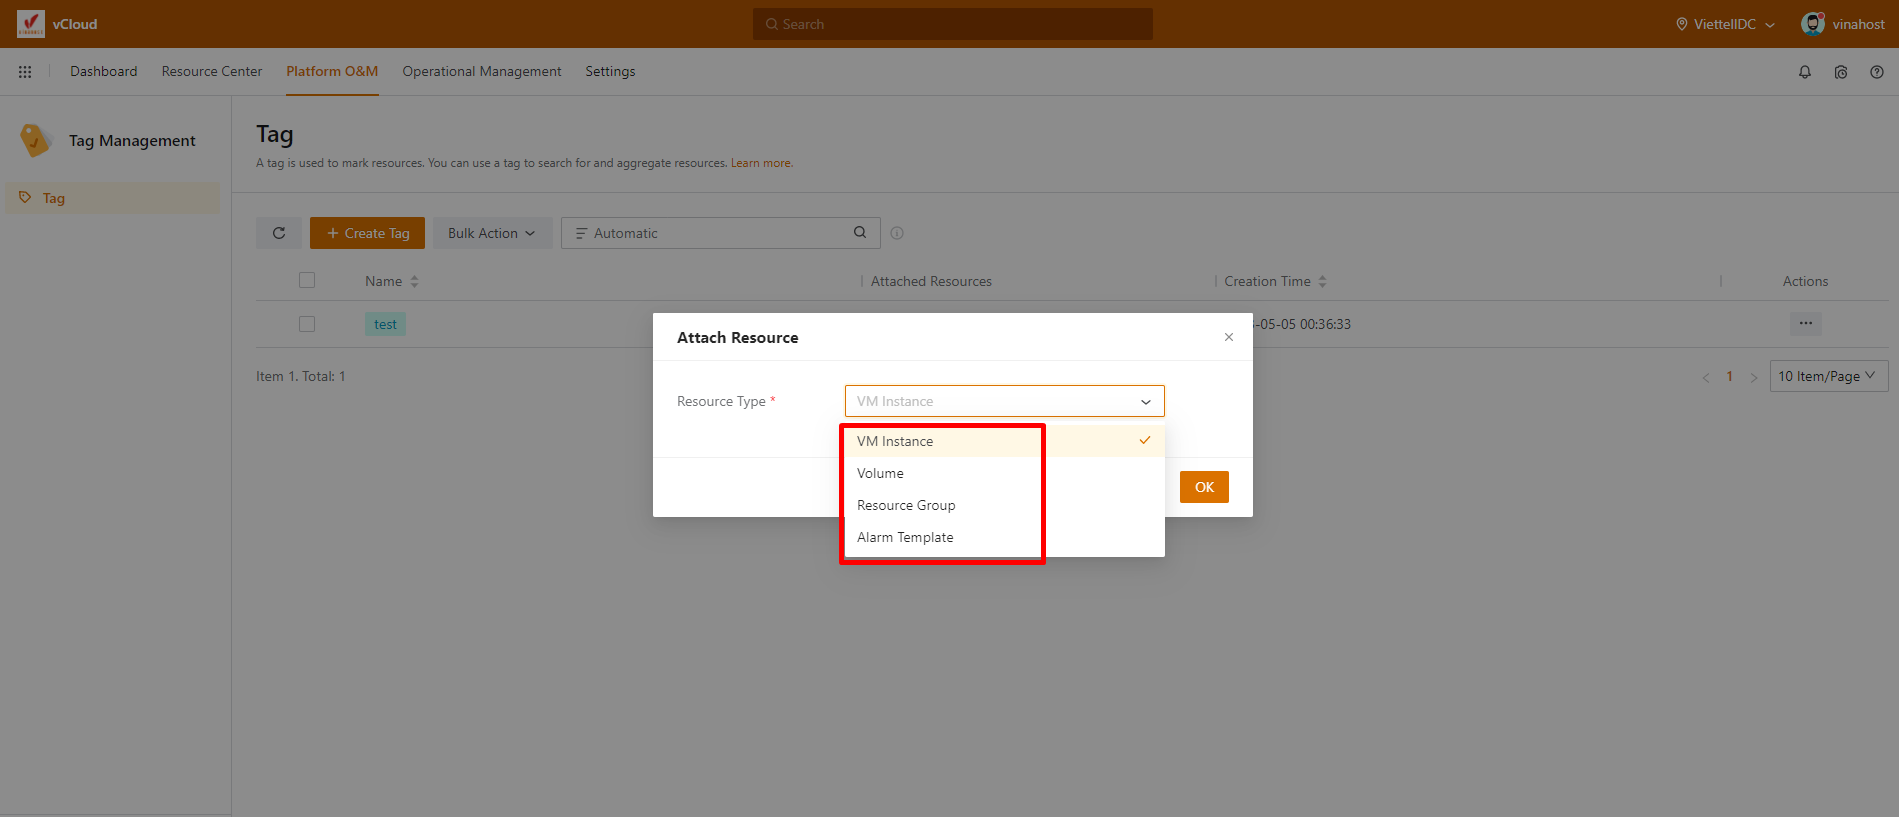 vCloud
Search
ViettelIDC
vinahost
Dashboard
Resource Center
Platform O&M
Operational Management
Settings
Tag Management
Tag
Tag
A tag is used to mark resources. You can use a tag to search for and aggregate resources. Learn more.
Create Tag
Bulk Action
Automatic
Name
Attached Resources
Creation Time
Actions
test
-05-05 00:36:33
Item 1. Total: 1
1
10 Item/Page
Attach Resource
Resource Type *
VM Instance
VM Instance
Volume
Resource Group
Alarm Template
OK